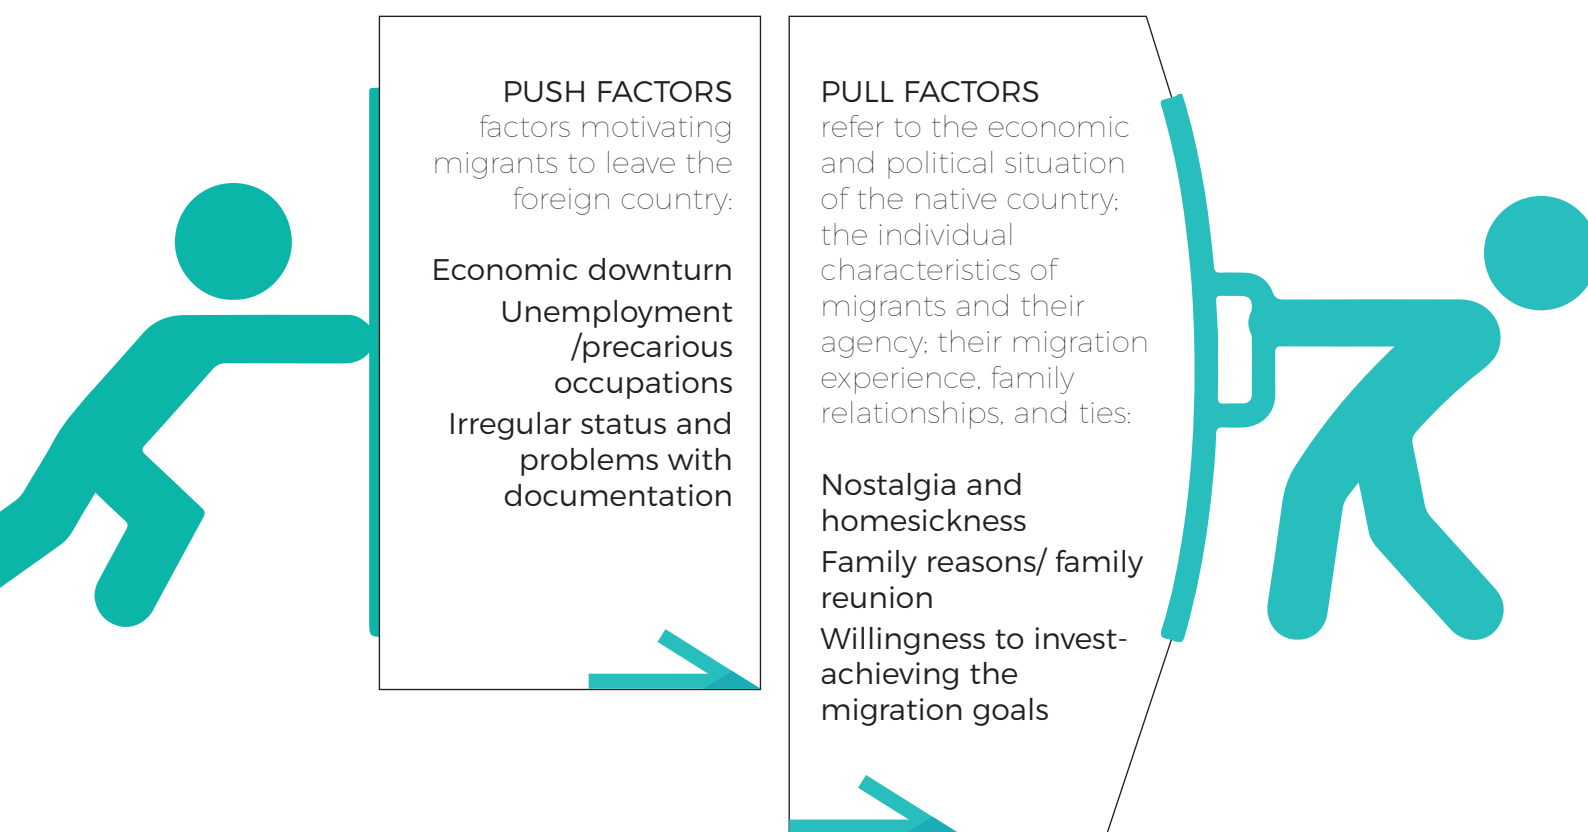 PUSH FACTORS
factors motivating
migrants to leave the
foreign country:
Economic downturn
Unemployment
/precarious
occupations
Irregular status and
problems with
documentation
PULL FACTORS
refer to the economic
and political situation
of the native country;
the individual
characteristics of
migrants and their
agency; their migration
experience, family
relationships, and ties:
Nostalgia and
homesickness
Family reasons/ family
reunion
Willingness to invest-
achieving the
migration goals